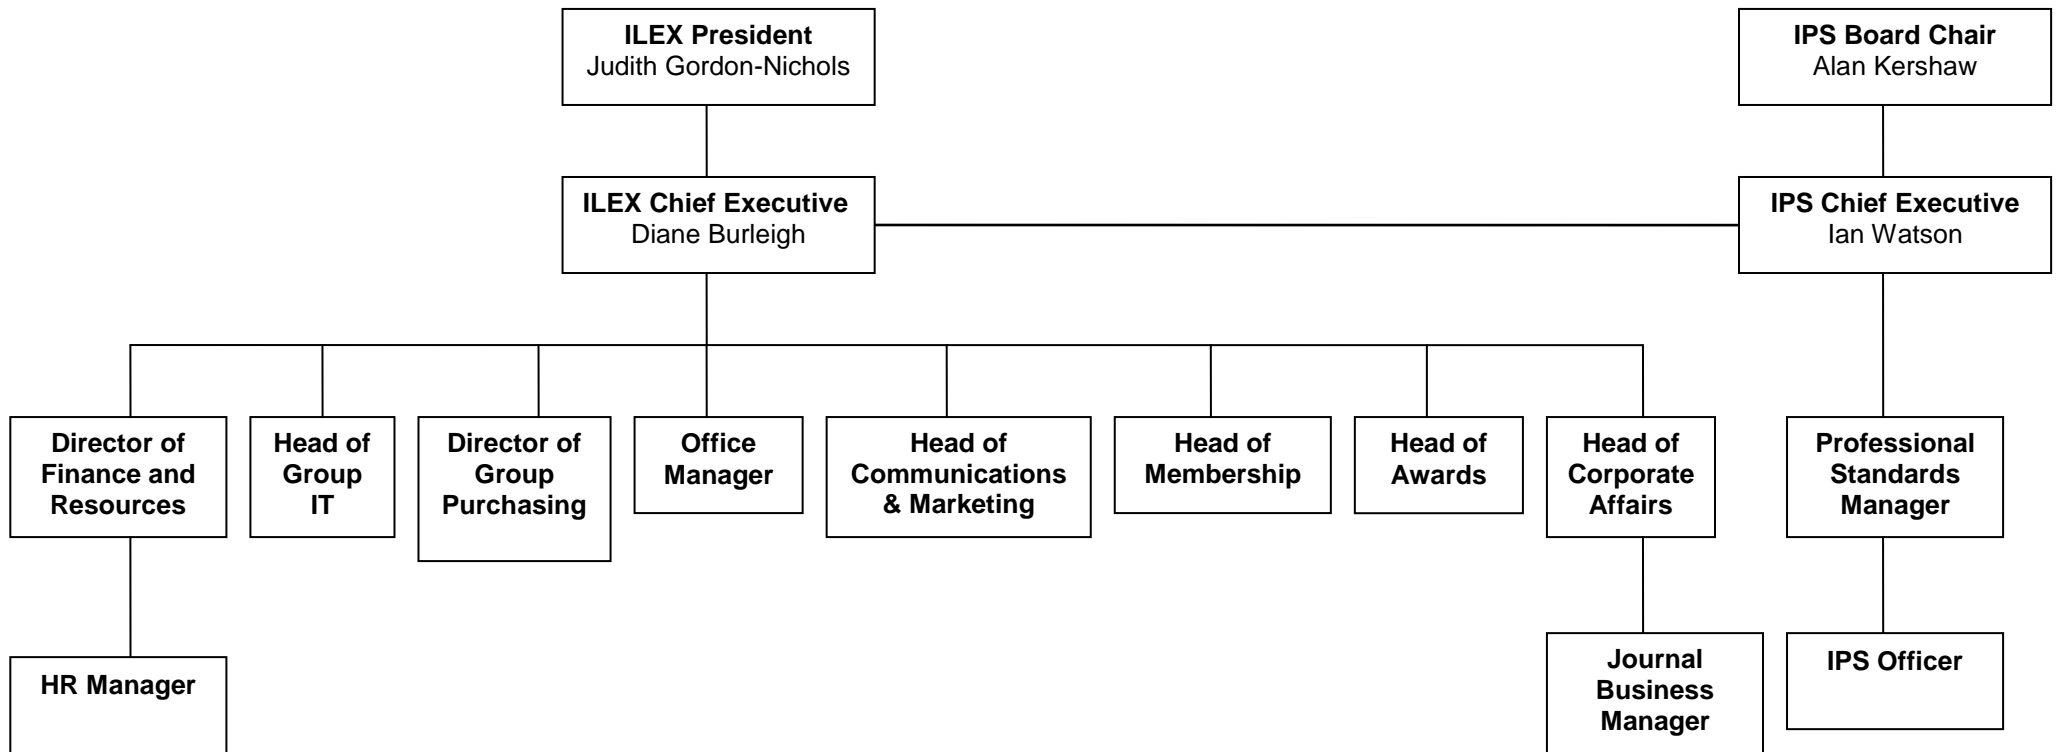 ILEX President
Judith Gordon-Nichols
IPS Board Chair
Alan Kershaw
ILEX Chief Executive
Diane Burleigh
IPS Chief Executive
Ian Watson
Director of
Finance and
Resources
Head of
Group
IT
Director of
Group
Purchasing
Office
Manager
Head of
Communications
& Marketing
Head of
Membership
Head of
Awards
Head of
Corporate
Affairs
Professional
Standards
Manager
HR Manager
Journal
Business
Manager
IPS Officer